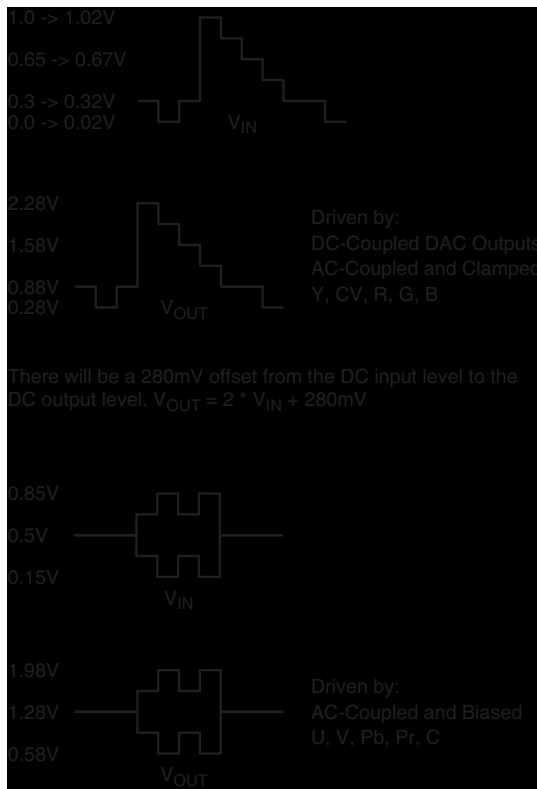 1.0 -> 1.02V
0.65 -> 0.67V
0.3 -> 0.32V
0.0 -> 0.02V
VIN
2.28V
1.58V
0.88V
0.28V
VOUT
Driven by:
DC-Coupled DAC Outputs
AC-Coupled and Clamped
Y, CV, R, G, B
There will be a 280mV offset from the DC input level to the
DC output level. VOUT = 2 * VIN + 280mV
0.85V
0.5V
0.15V
VIN
1.98V
1.28V
0.58V
VOUT
Driven by:
AC-Coupled and Biased
U, V, Pb, Pr, C